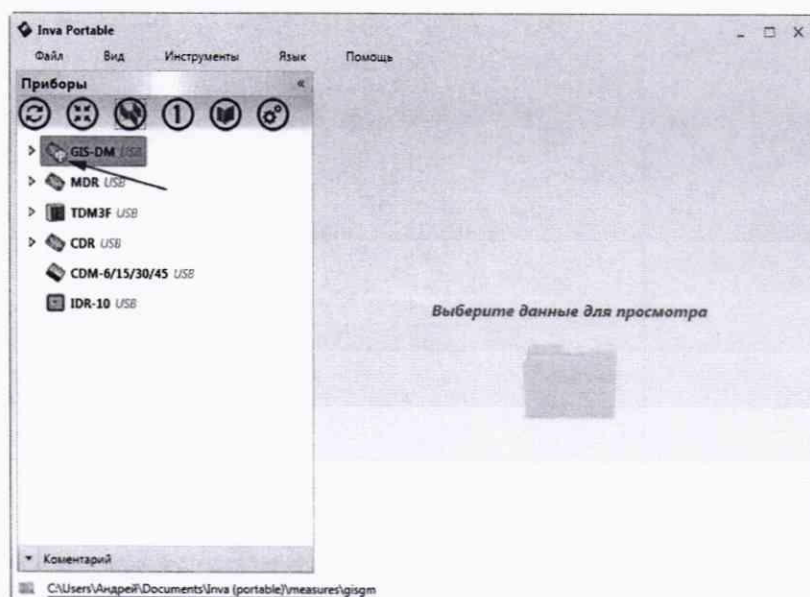 Inva Portable
Файл Вид Инструменты Язык Помощь
Приборы
GIS-DM USB
MDR USB
TDM3F USB
CDR USB
CDM-6/15/30/45 USB
IDR-10 USB
Выберите данные для просмотра
Коментарий
C:\Users\Андрей\Documents\Inva (portable)\measures\gisgm